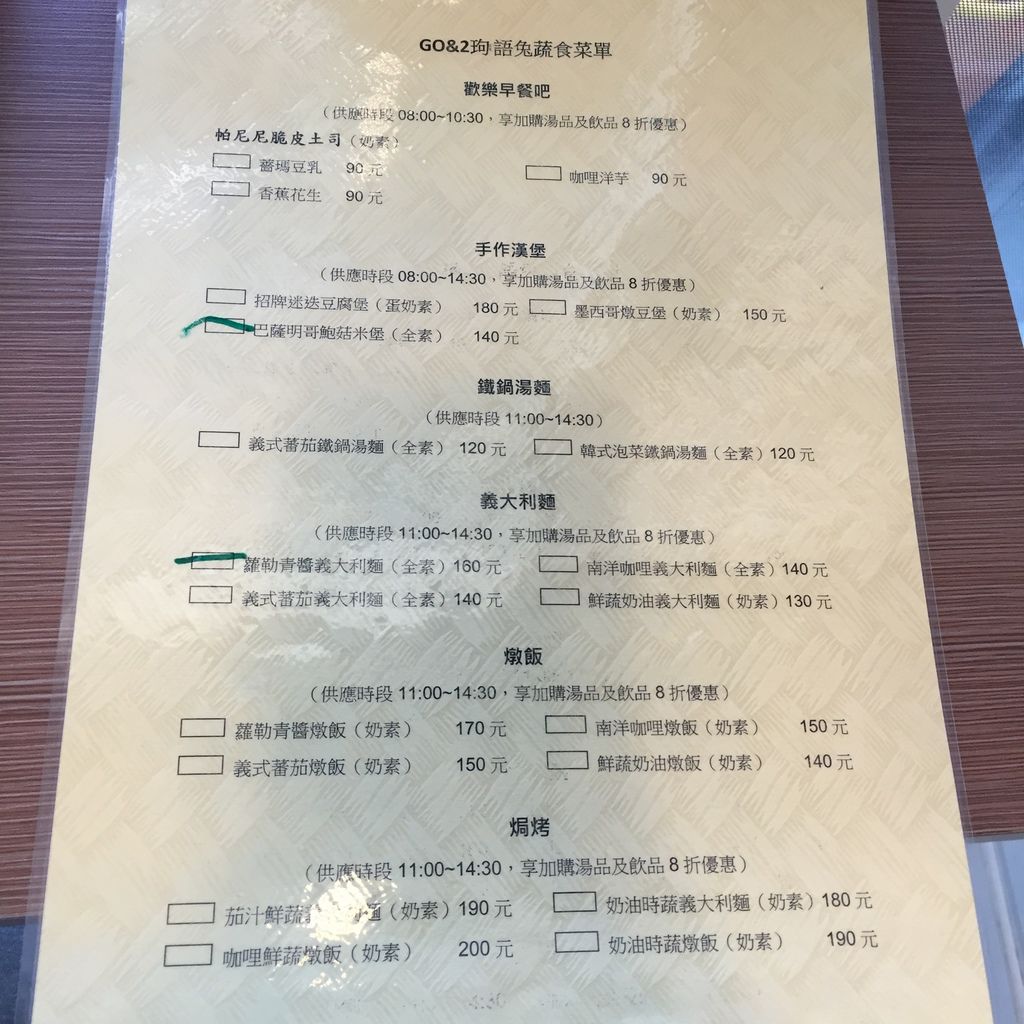 GO&2玽語兔蔬食菜單
歡樂早餐吧
（供應時段 08:00~10:30，享加購湯品及飲品 8 折優惠）
帕尼尼脆皮土司（奶素）
薔瑪豆乳 90 元 咖哩洋芋 90 元
香蕉花生 90 元
手作漢堡
（供應時段 08:00~14:30，享加購湯品及飲品 8 折優惠）
招牌迷迭豆腐堡（蛋奶素） 180 元 墨西哥燉豆堡（奶素） 150 元
巴薩明哥鮑菇米堡（全素） 140 元
鐵鍋湯麵
（供應時段 11:00~14:30）
義式蕃茄鐵鍋湯麵（全素） 120 元 韓式泡菜鐵鍋湯麵（全素）120 元
義大利麵
（供應時段 11:00~14:30，享加購湯品及飲品 8 折優惠）
蘿勒青醬義大利麵（全素）160 元 南洋咖哩義大利麵（全素）140 元
義式蕃茄義大利麵（全素）140 元 鮮蔬奶油義大利麵（奶素）130 元
燉飯
（供應時段 11:00~14:30，享加購湯品及飲品 8 折優惠）
蘿勒青醬燉飯（奶素） 170 元 南洋咖哩燉飯（奶素） 150 元
義式蕃茄燉飯（奶素） 150 元 鮮蔬奶油燉飯（奶素） 140 元
焗烤
（供應時段 11:00~14:30，享加購湯品及飲品 8 折優惠）
茄汁鮮蔬義 麵（奶素）190 元 奶油時蔬義大利麵（奶素）180 元
咖哩鮮蔬燉飯（奶素） 200 元 奶油時蔬燉飯（奶素） 190 元